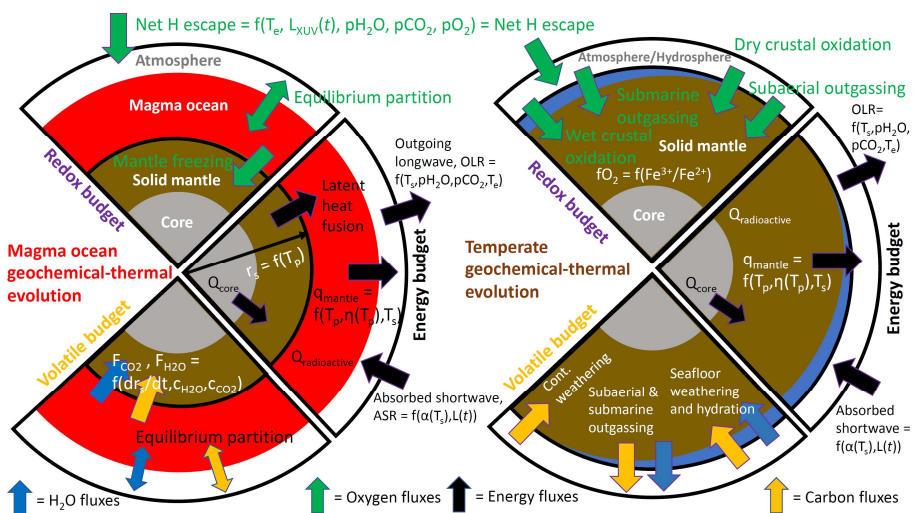 Net H escape = f(Te, LXUV(t), pH2O, pCO2, pO2) = Net H escape
Atmosphere
Magma ocean
Equilibrium partition
Mantle freezing
Solid mantle
Core
Redox budget
Outgoing
longwave, OLR =
f(Ts,pH2O,pCO2,Te)
Latent
heat
fusion
rs = f(Tp)
Qcore
qmantle =
f(Tp,η(Tp),Ts)
Qradioactive
Energy budget
Absorbed shortwave,
ASR = f(α(Ts),L(t))
Magma ocean
geochemical-thermal
evolution
Volatile budget
FCO2 , FH2O =
f(drs/dt,cH2O,cCO2)
Equilibrium partition
Atmosphere/Hydrosphere
Dry crustal oxidation
Subaerial outgassing
Submarine
outgassing
Wet crustal
oxidation
Solid mantle
fO2 = f(Fe3+/Fe2+)
Core
Redox budget
OLR=
f(Ts,pH2O,
pCO2,Te)
Qradioactive
qmantle =
f(Tp,η(Tp),Ts)
Qcore
Energy budget
Absorbed
shortwave =
f(α(Ts),L(t))
Temperate
geochemical-thermal
evolution
Volatile budget
Cont.
weathering
Subaerial &
submarine
outgassing
Seafloor
weathering
and hydration
= H2O fluxes
= Oxygen fluxes
= Energy fluxes
= Carbon fluxes